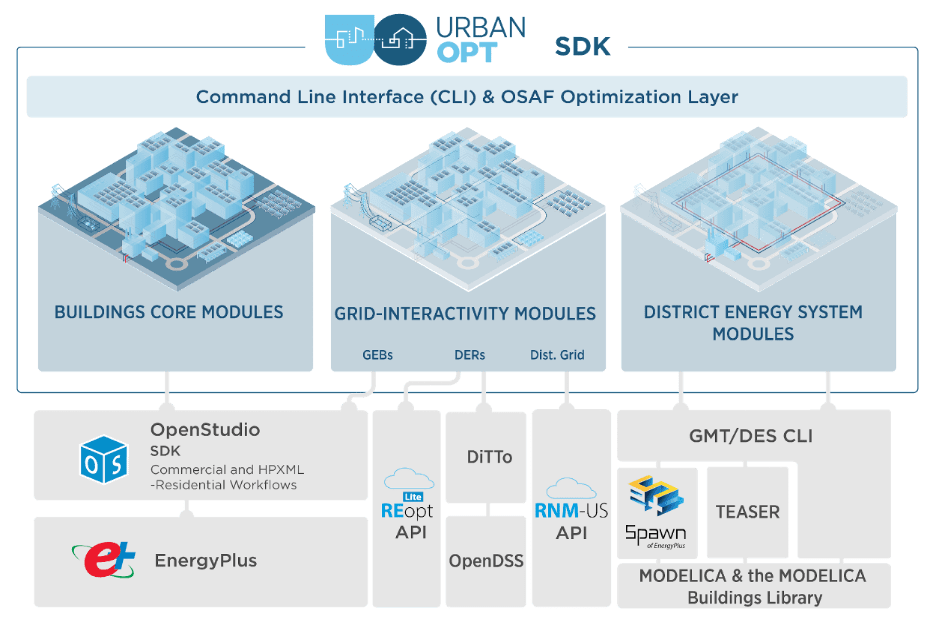 URBAN
OPT
SDK
Command Line Interface (CLI) & OSAF Optimization Layer
BUILDINGS CORE MODULES
GRID-INTERACTIVITY MODULES
GEBs
DERs
Dist. Grid
DISTRICT ENERGY SYSTEM
MODULES
OpenStudio
SDK
Commercial and HPXML
-Residential Workflows
OS
EnergyPlus
e+
Lite
REopt
API
DiTTo
OpenDSS
RNM-US
API
GMT/DES CLI
Spawn
of EnergyPlus
TEASER
MODELICA & the MODELICA
Buildings Library